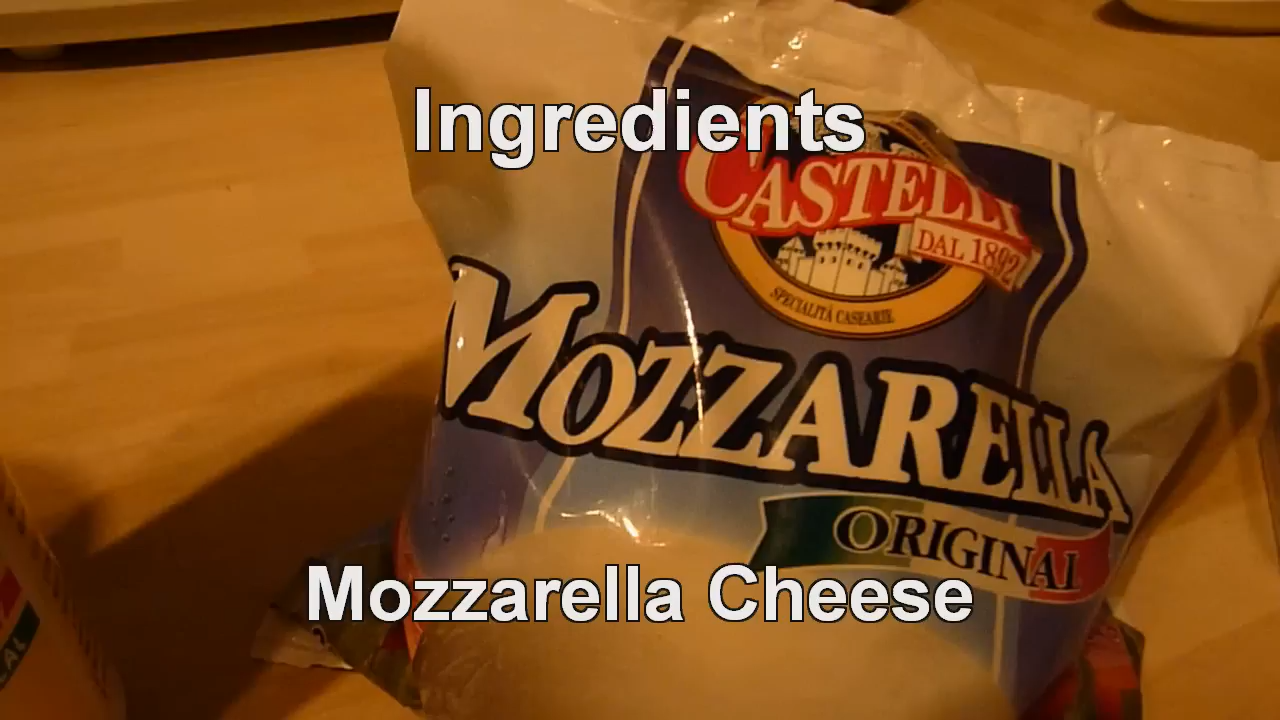 Ingredients
CASTELLI
DAL 1892
SPECIALITÀ CASEARIE
MOZZARELLA
ORIGINAL
Mozzarella Cheese